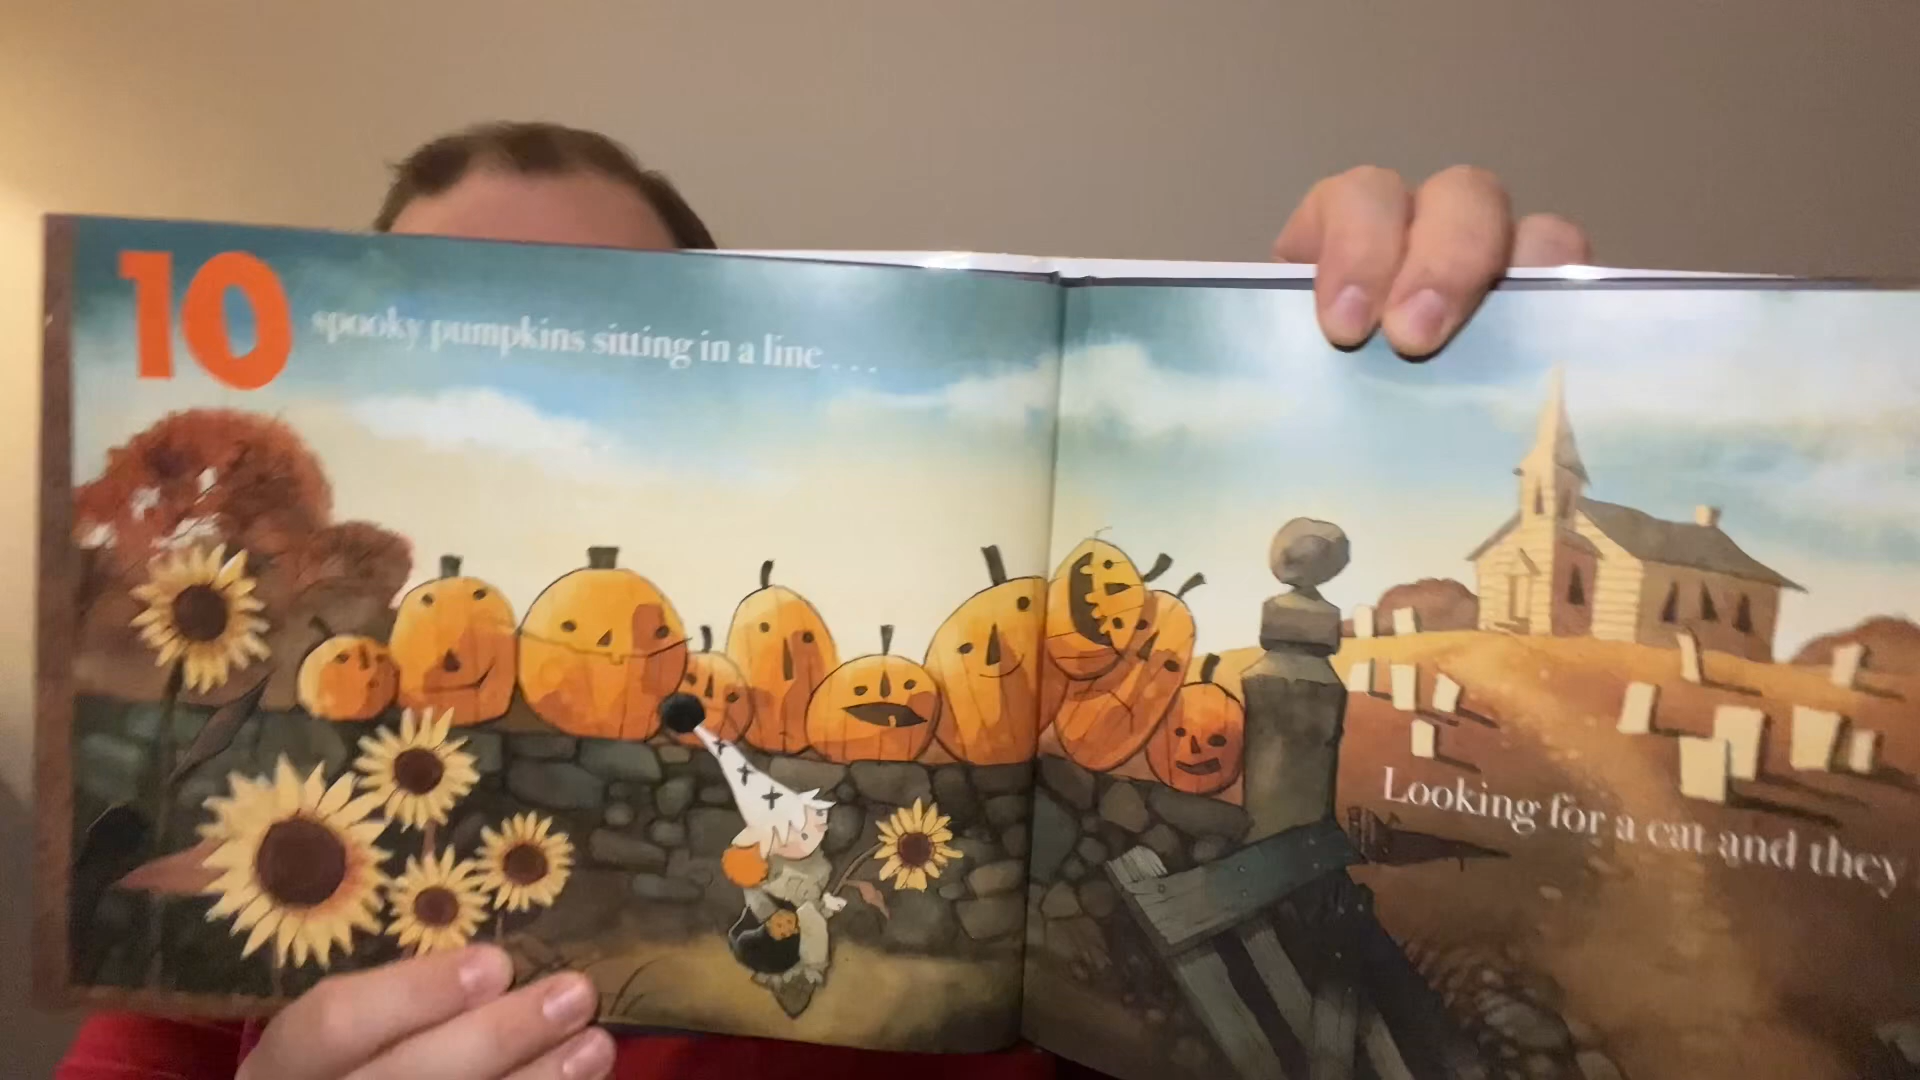 10 spooky pumpkins sitting in a line . . .
Looking for a cat and they